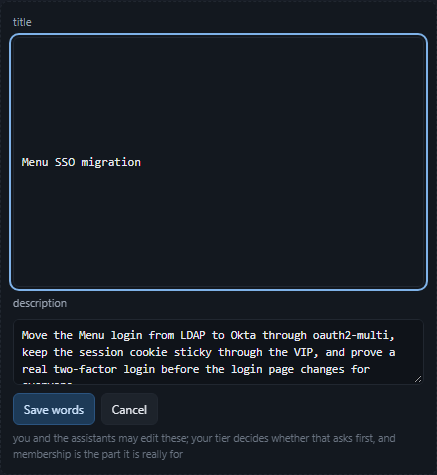 title
Menu SSO migration
description
Move the Menu login from LDAP to Okta through oauth2-multi,
keep the session cookie sticky through the VIP, and prove a
real two-factor login before the login page changes for
Save words
Cancel
you and the assistants may edit these; your tier decides whether that asks first, and
membership is the part it is really for